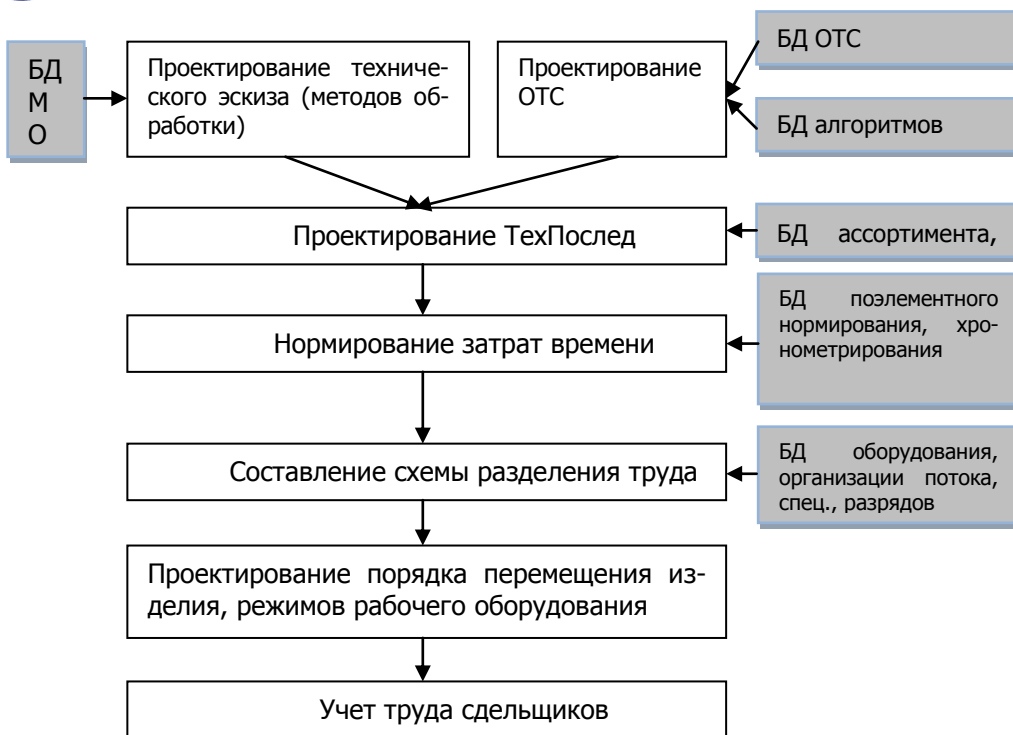 БД
М
О
Проектирование техниче-
ского эскиза (методов об-
работки)
Проектирование
ОТС
БД ОТС
БД алгоритмов
Проектирование ТехПослед
БД ассортимента,
Нормирование затрат времени
БД поэлементного
нормирования, хро-
нометрирования
Составление схемы разделения труда
БД оборудования,
организации потока,
спец., разрядов
Проектирование порядка перемещения из-
делия, режимов рабочего оборудования
Учет труда сдельщиков